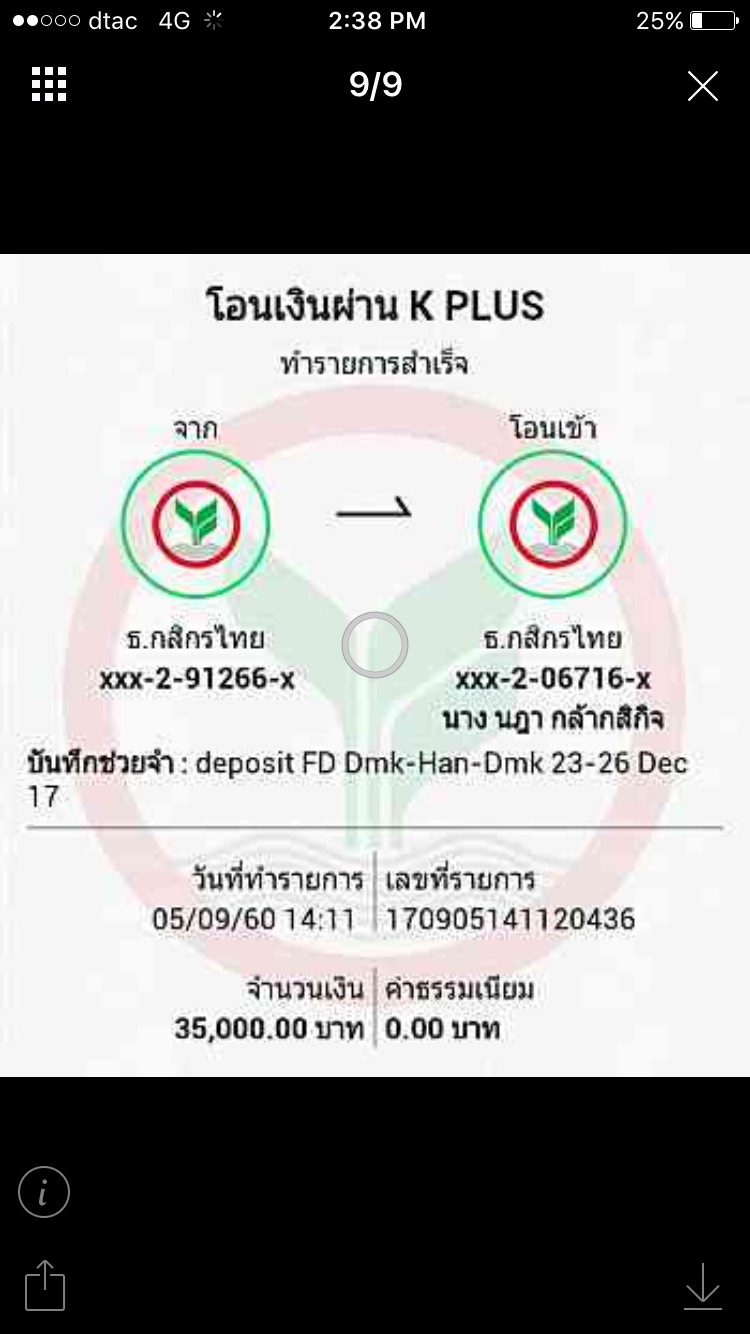 dtac 4G 2:38 PM 25%
9/9
โอนเงินผ่าน K PLUS
ทำรายการสำเร็จ
จาก โอนเข้า
ธ.กสิกรไทย ธ.กสิกรไทย
xxx-2-91266-x xxx-2-06716-x
นาง นฎา กล้ากสิกิจ
บันทึกช่วยจำ : deposit FD Dmk-Han-Dmk 23-26 Dec
17
วันที่ทำรายการ เลขที่รายการ
05/09/60 14:11 170905141120436
จำนวนเงิน ค่าธรรมเนียม
35,000.00 บาท 0.00 บาท